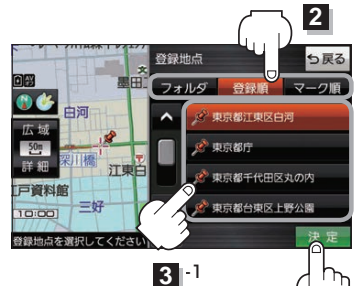 2
登録地点
戻る
フォルダ 登録順 マーク順
文
墨田
白河
広域
50m
詳細
深川橋
江東
戸資料館
三好
10:00
東京都江東区白河
東京都庁
東京都千代田区丸の内
東京都台東区上野公園
登録地点を選択してください
決定
3 -1